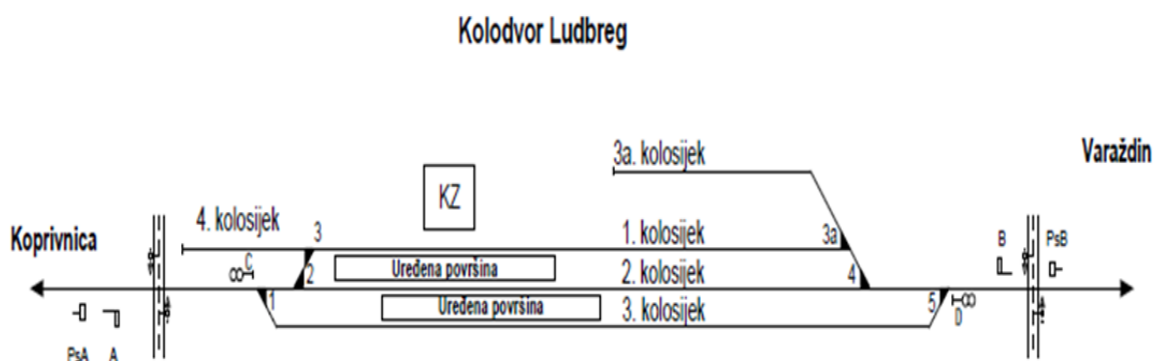 Kolodvor Ludbreg
3a. kolosijek
Varaždin
KZ
4. kolosijek
3
1. kolosijek
3a
Koprivnica
B
PsB
C
2
Uređena površina
2. kolosijek
4
1
Uređena površina
3. kolosijek
5
D
PsA
A